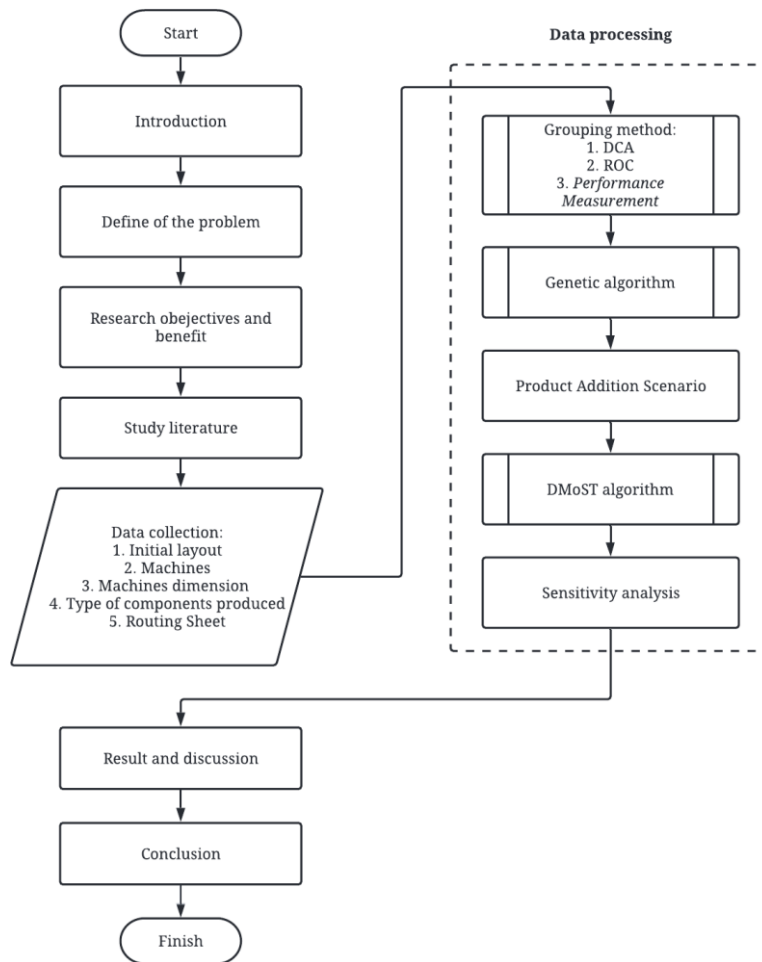 Start
Introduction
Define of the problem
Research obejectives and
benefit
Study literature
Data collection:
1. Initial layout
2. Machines
3. Machines dimension
4. Type of components produced
5. Routing Sheet
Data processing
Grouping method:
1. DCA
2. ROC
3. Performance
Measurement
Genetic algorithm
Product Addition Scenario
DMoST algorithm
Sensitivity analysis
Result and discussion
Conclusion
Finish